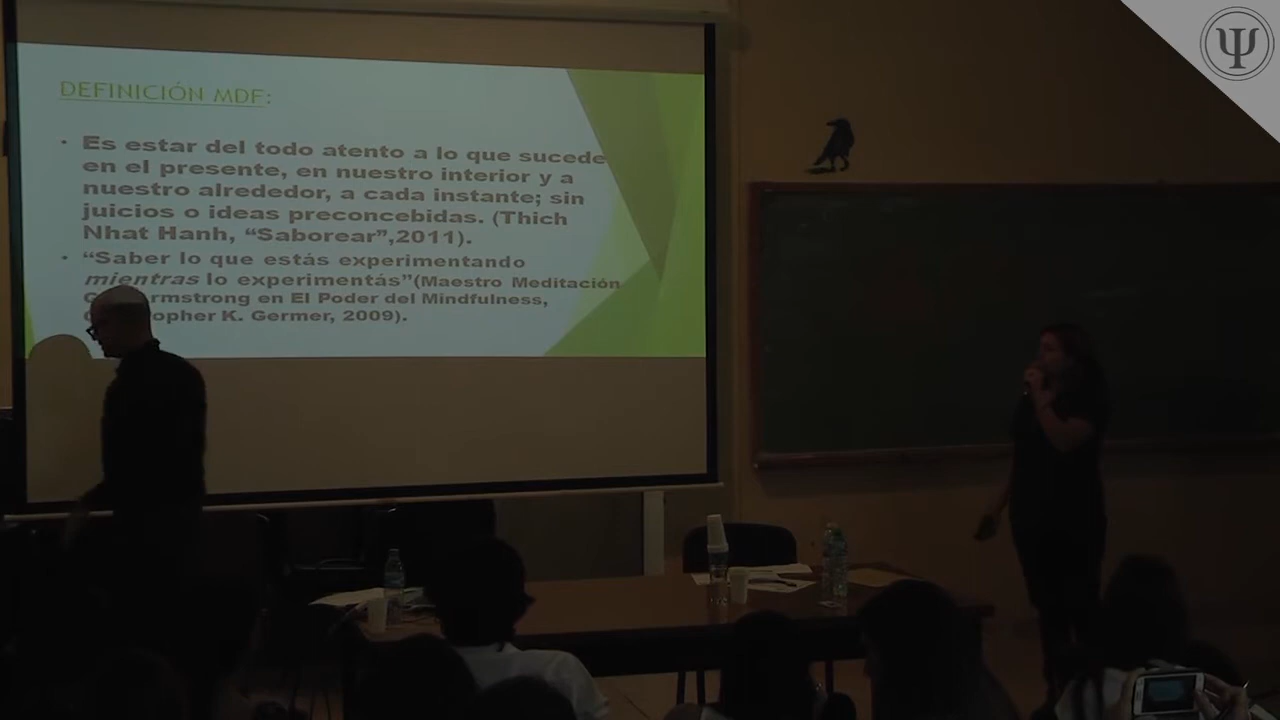 DEFINICIÓN MDF:
• Es estar del todo atento a lo que sucede
en el presente, en nuestro interior y a
nuestro alrededor, a cada instante; sin
juicios o ideas preconcebidas. (Thich
Nhat Hanh, “Saborear”,2011).
• “Saber lo que estás experimentando
mientras lo experimentás”(Maestro Meditación
en El Poder del Mindfulness,
K. Germer, 2009).
Ψ